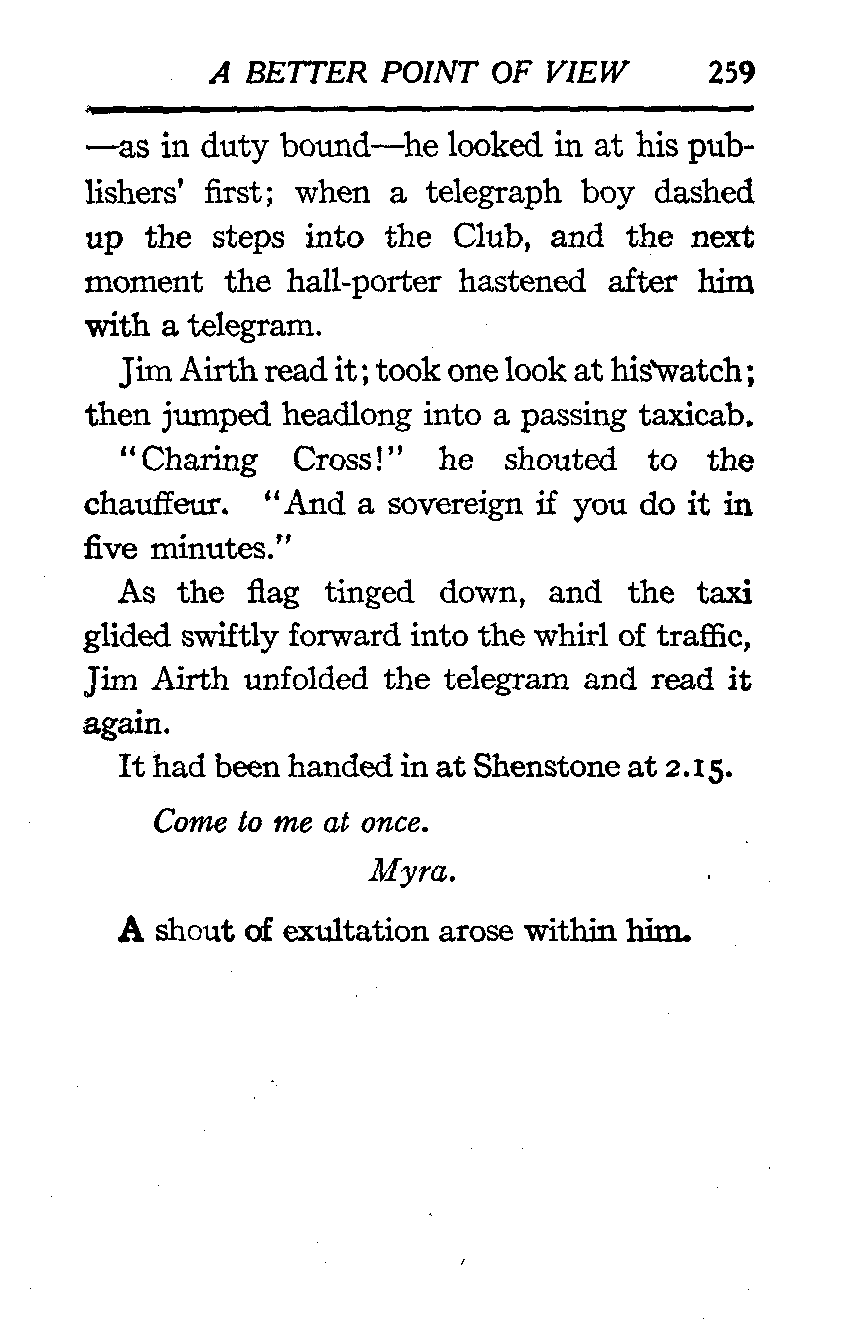 A BETTER POINT OF VIEW 259
—as in duty bound—he looked in at his pub-
lishers' first; when a telegraph boy dashed
up the steps into the Club, and the next
moment the hall-porter hastened after him
with a telegram.
Jim Airth read it; took one look at his watch;
then jumped headlong into a passing taxicab.
"Charing Cross!" he shouted to the
chauffeur. "And a sovereign if you do it in
five minutes."
As the flag tinged down, and the taxi
glided swiftly forward into the whirl of traffic,
Jim Airth unfolded the telegram and read it
again.
It had been handed in at Shenstone at 2.15.
Come to me at once.
Myra.
A shout of exultation arose within him.